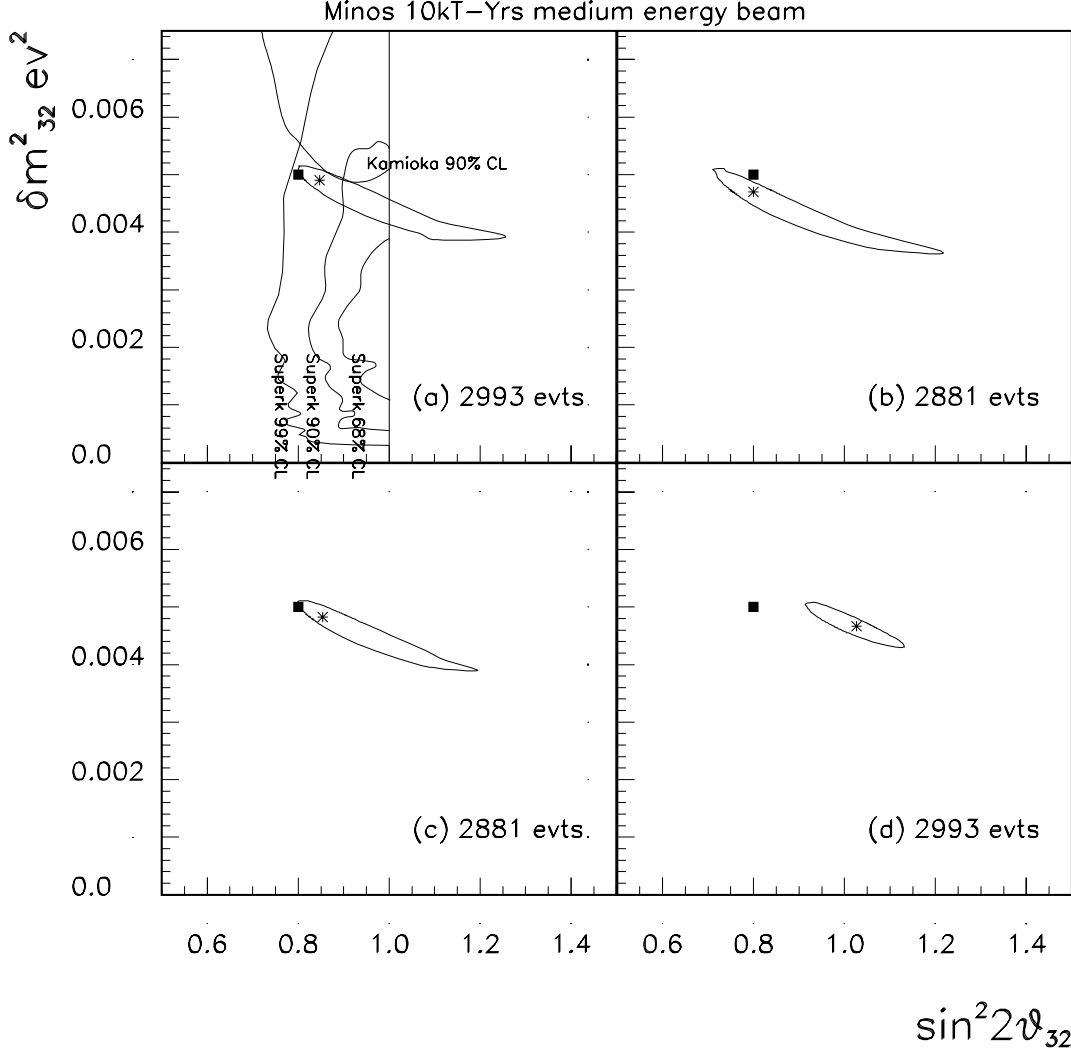 Minos 10kT–Yrs medium energy beam
δm²₃₂ ev²
0.006
0.004
0.002
0.0
Kamioka 90% CL
Superk 99% CL
Superk 90% CL
Superk 68% CL
(a) 2993 evts
(b) 2881 evts
0.006
0.004
0.002
0.0
(c) 2881 evts
(d) 2993 evts
0.6 0.8 1.0 1.2 1.4 0.6 0.8 1.0 1.2 1.4
sin²2ϑ₃₂